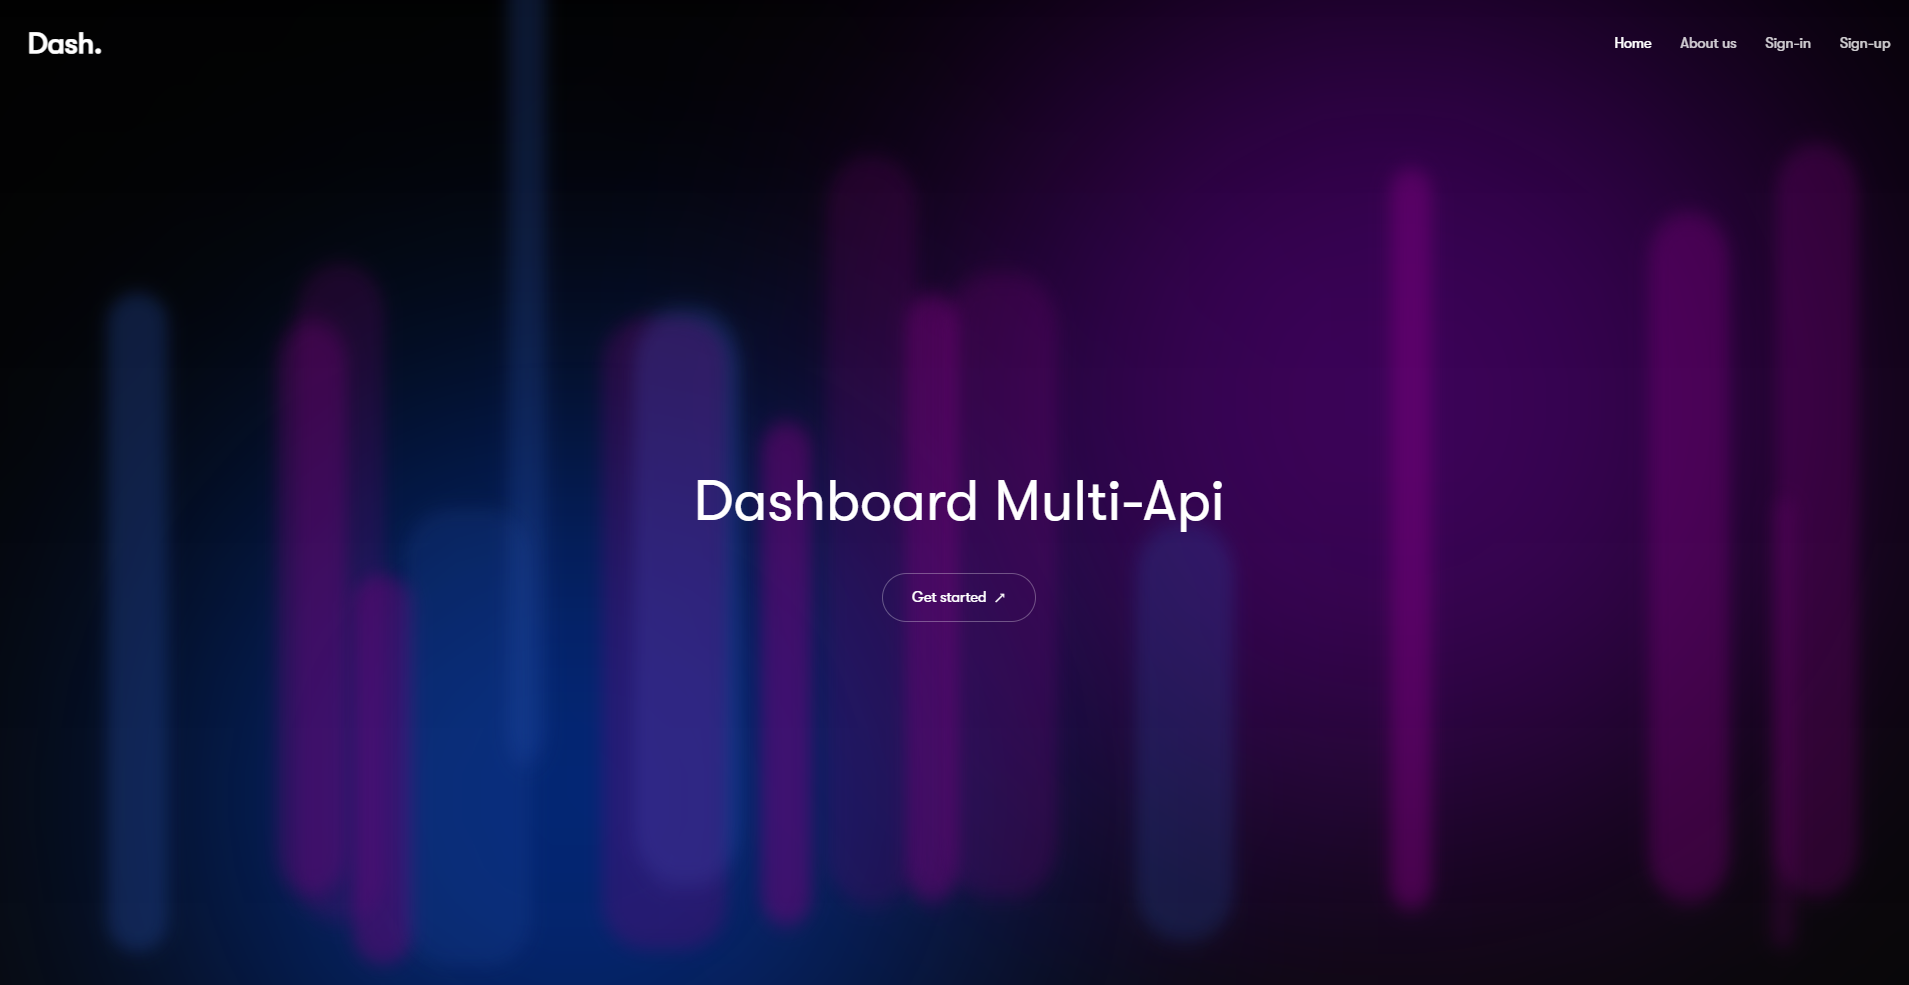 Dash.
Home
About us
Sign-in
Sign-up
Dashboard Multi-Api
Get started ↗